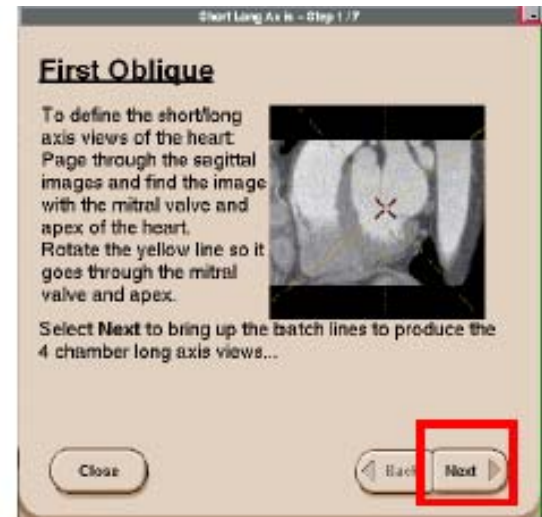 Short Long Axis - Step 1 / 7
First Oblique
To define the short/long
axis views of the heart:
Page through the sagittal
images and find the image
with the mitral valve and
apex of the heart.
Rotate the yellow line so it
goes through the mitral
valve and apex.
Select Next to bring up the batch lines to produce the
4 chamber long axis views...
Close
Back
Next